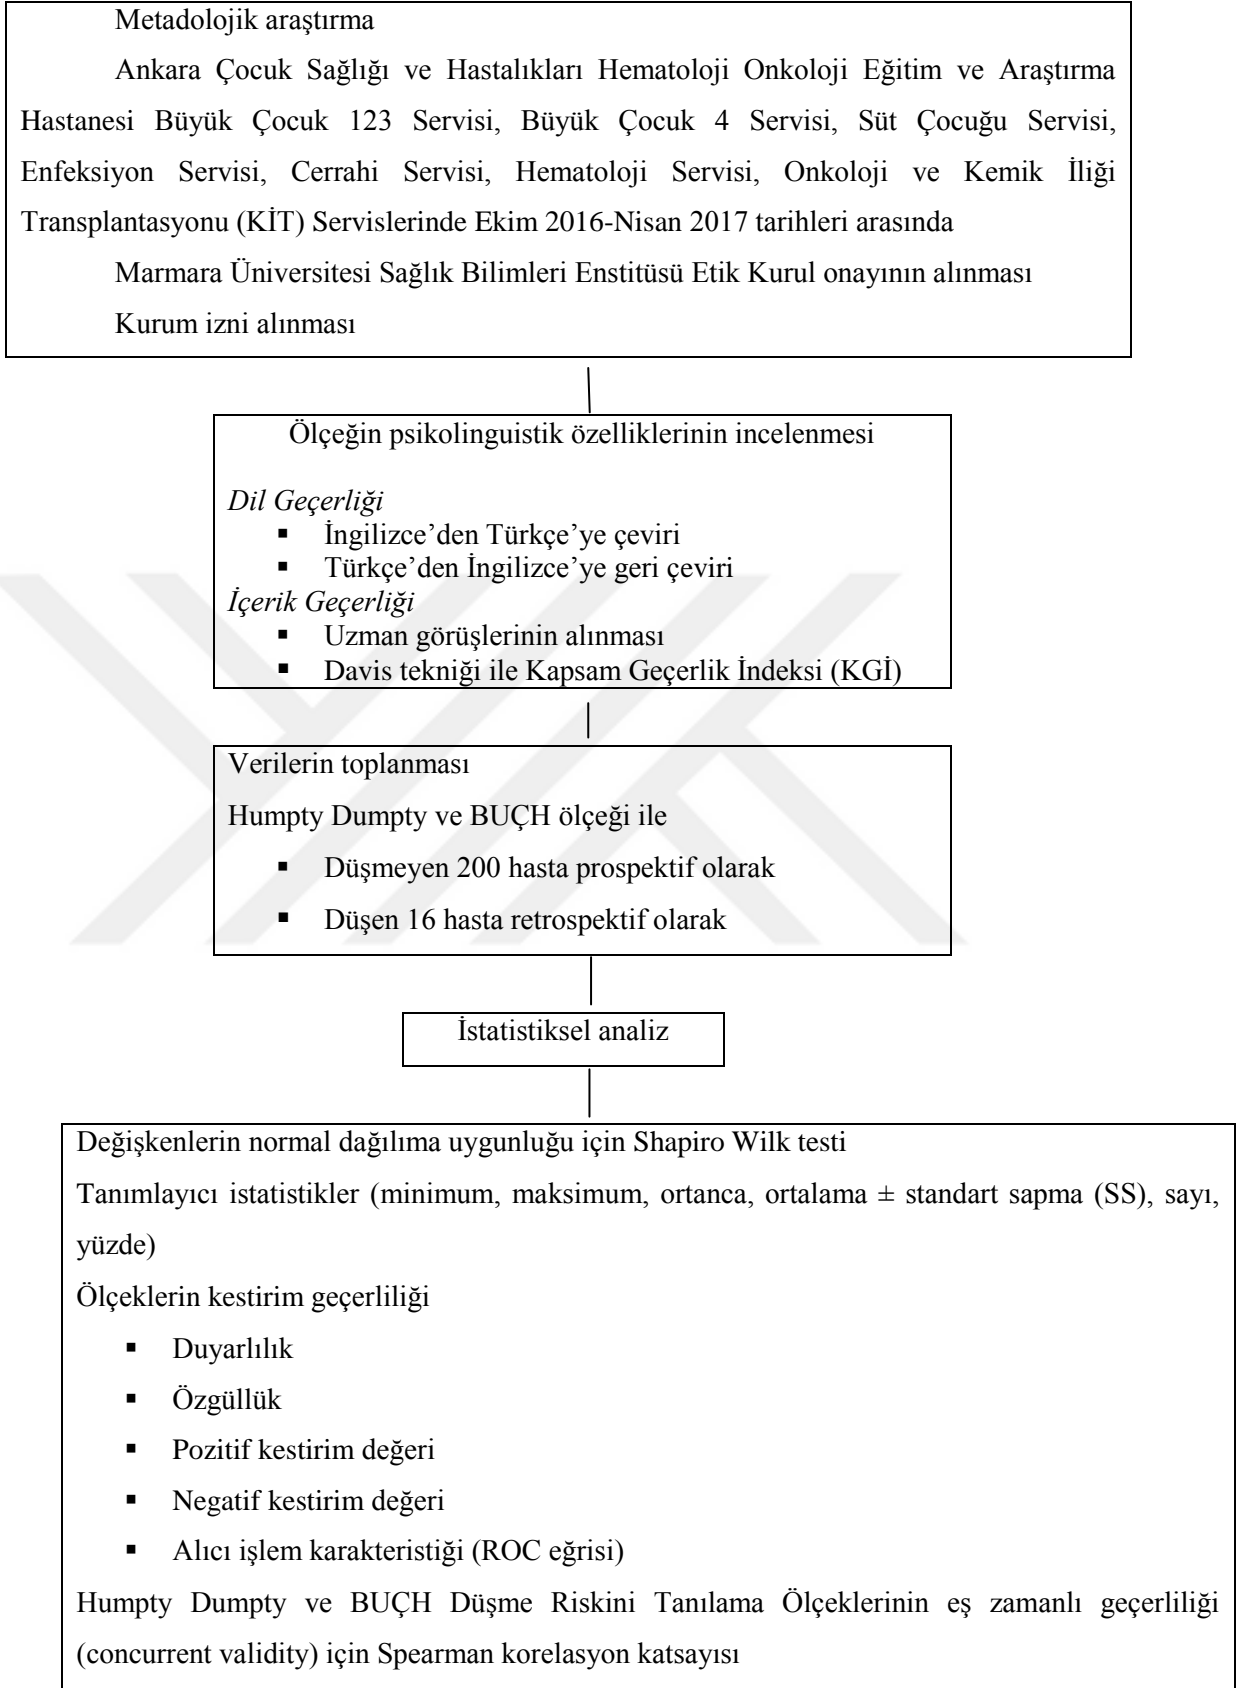 Metadolojik araştırma
Ankara Çocuk Sağlığı ve Hastalıkları Hematoloji Onkoloji Eğitim ve Araştırma
Hastanesi Büyük Çocuk 123 Servisi, Büyük Çocuk 4 Servisi, Süt Çocuğu Servisi,
Enfeksiyon Servisi, Cerrahi Servisi, Hematoloji Servisi, Onkoloji ve Kemik İliği
Transplantasyonu (KİT) Servislerinde Ekim 2016-Nisan 2017 tarihleri arasında
Marmara Üniversitesi Sağlık Bilimleri Enstitüsü Etik Kurul onayının alınması
Kurum izni alınması
Ölçeğin psikolinguistik özelliklerinin incelenmesi
Dil Geçerliği
▪ İngilizce’den Türkçe’ye çeviri
▪ Türkçe’den İngilizce’ye geri çeviri
İçerik Geçerliği
▪ Uzman görüşlerinin alınması
▪ Davis tekniği ile Kapsam Geçerlik İndeksi (KGİ)
Verilerin toplanması
Humpty Dumpty ve BUÇH ölçeği ile
▪ Düşmeyen 200 hasta prospektif olarak
▪ Düşen 16 hasta retrospektif olarak
İstatistiksel analiz
Değişkenlerin normal dağılıma uygunluğu için Shapiro Wilk testi
Tanımlayıcı istatistikler (minimum, maksimum, ortanca, ortalama ± standart sapma (SS), sayı,
yüzde)
Ölçeklerin kestirim geçerliliği
▪ Duyarlılık
▪ Özgüllük
▪ Pozitif kestirim değeri
▪ Negatif kestirim değeri
▪ Alıcı işlem karakteristiği (ROC eğrisi)
Humpty Dumpty ve BUÇH Düşme Riskini Tanılama Ölçeklerinin eş zamanlı geçerliliği
(concurrent validity) için Spearman korelasyon katsayısı